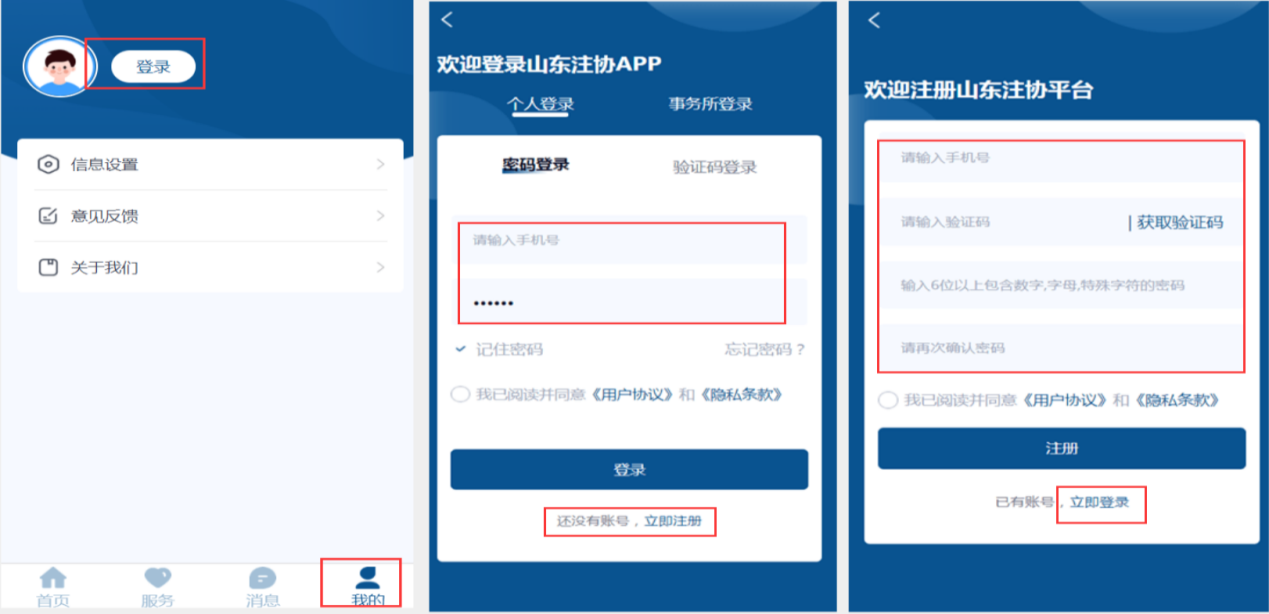 登录
信息设置
意见反馈
关于我们
首页
服务
消息
我的
欢迎登录山东注协APP
个人登录
事务所登录
密码登录
验证码登录
请输入手机号
••••••
记住密码
忘记密码？
我已阅读并同意《用户协议》和《隐私条款》
登录
还没有账号，立即注册
欢迎注册山东注协平台
请输入手机号
请输入验证码 |获取验证码
输入6位以上包含数字,字母,特殊字符的密码
请再次确认密码
我已阅读并同意《用户协议》和《隐私条款》
注册
已有账号，立即登录